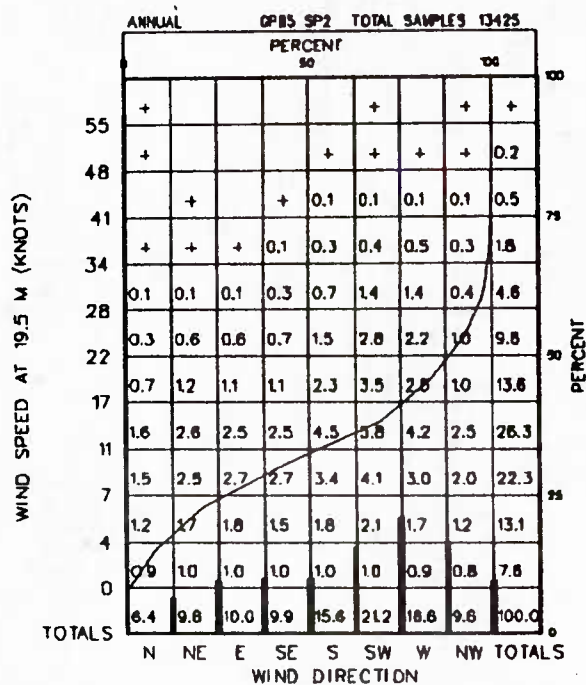 ANNUAL SP2 TOTAL SAMPLES 13425
PERCENT
0 50 100
100
+ + + +
55
+ + + + + 0.2
48
+ + 0.1 0.1 0.1 0.1 0.5
41
75
+ + + 0.1 0.3 0.4 0.5 0.3 1.8
34
0.1 0.1 0.1 0.3 0.7 1.4 1.4 0.4 4.6
28
0.3 0.6 0.6 0.7 1.5 2.8 2.2 1.0 9.8
22
50
0.7 1.2 1.1 1.1 2.3 3.5 2.6 1.0 13.6
17
1.6 2.6 2.5 2.5 4.5 5.8 4.2 2.5 26.3
11
1.5 2.5 2.7 2.7 3.4 4.1 3.0 2.0 22.3
7
25
1.2 1.7 1.8 1.5 1.8 2.1 1.7 1.2 13.1
4
0.9 1.0 1.0 1.0 1.0 1.0 0.9 0.8 7.6
0
6.4 9.8 10.0 9.9 15.6 21.2 16.6 9.6 100.0
TOTALS
0
N NE E SE S SW W NW TOTALS
WIND DIRECTION
WIND SPEED AT 19.5 M (KNOTS)
PERCENT